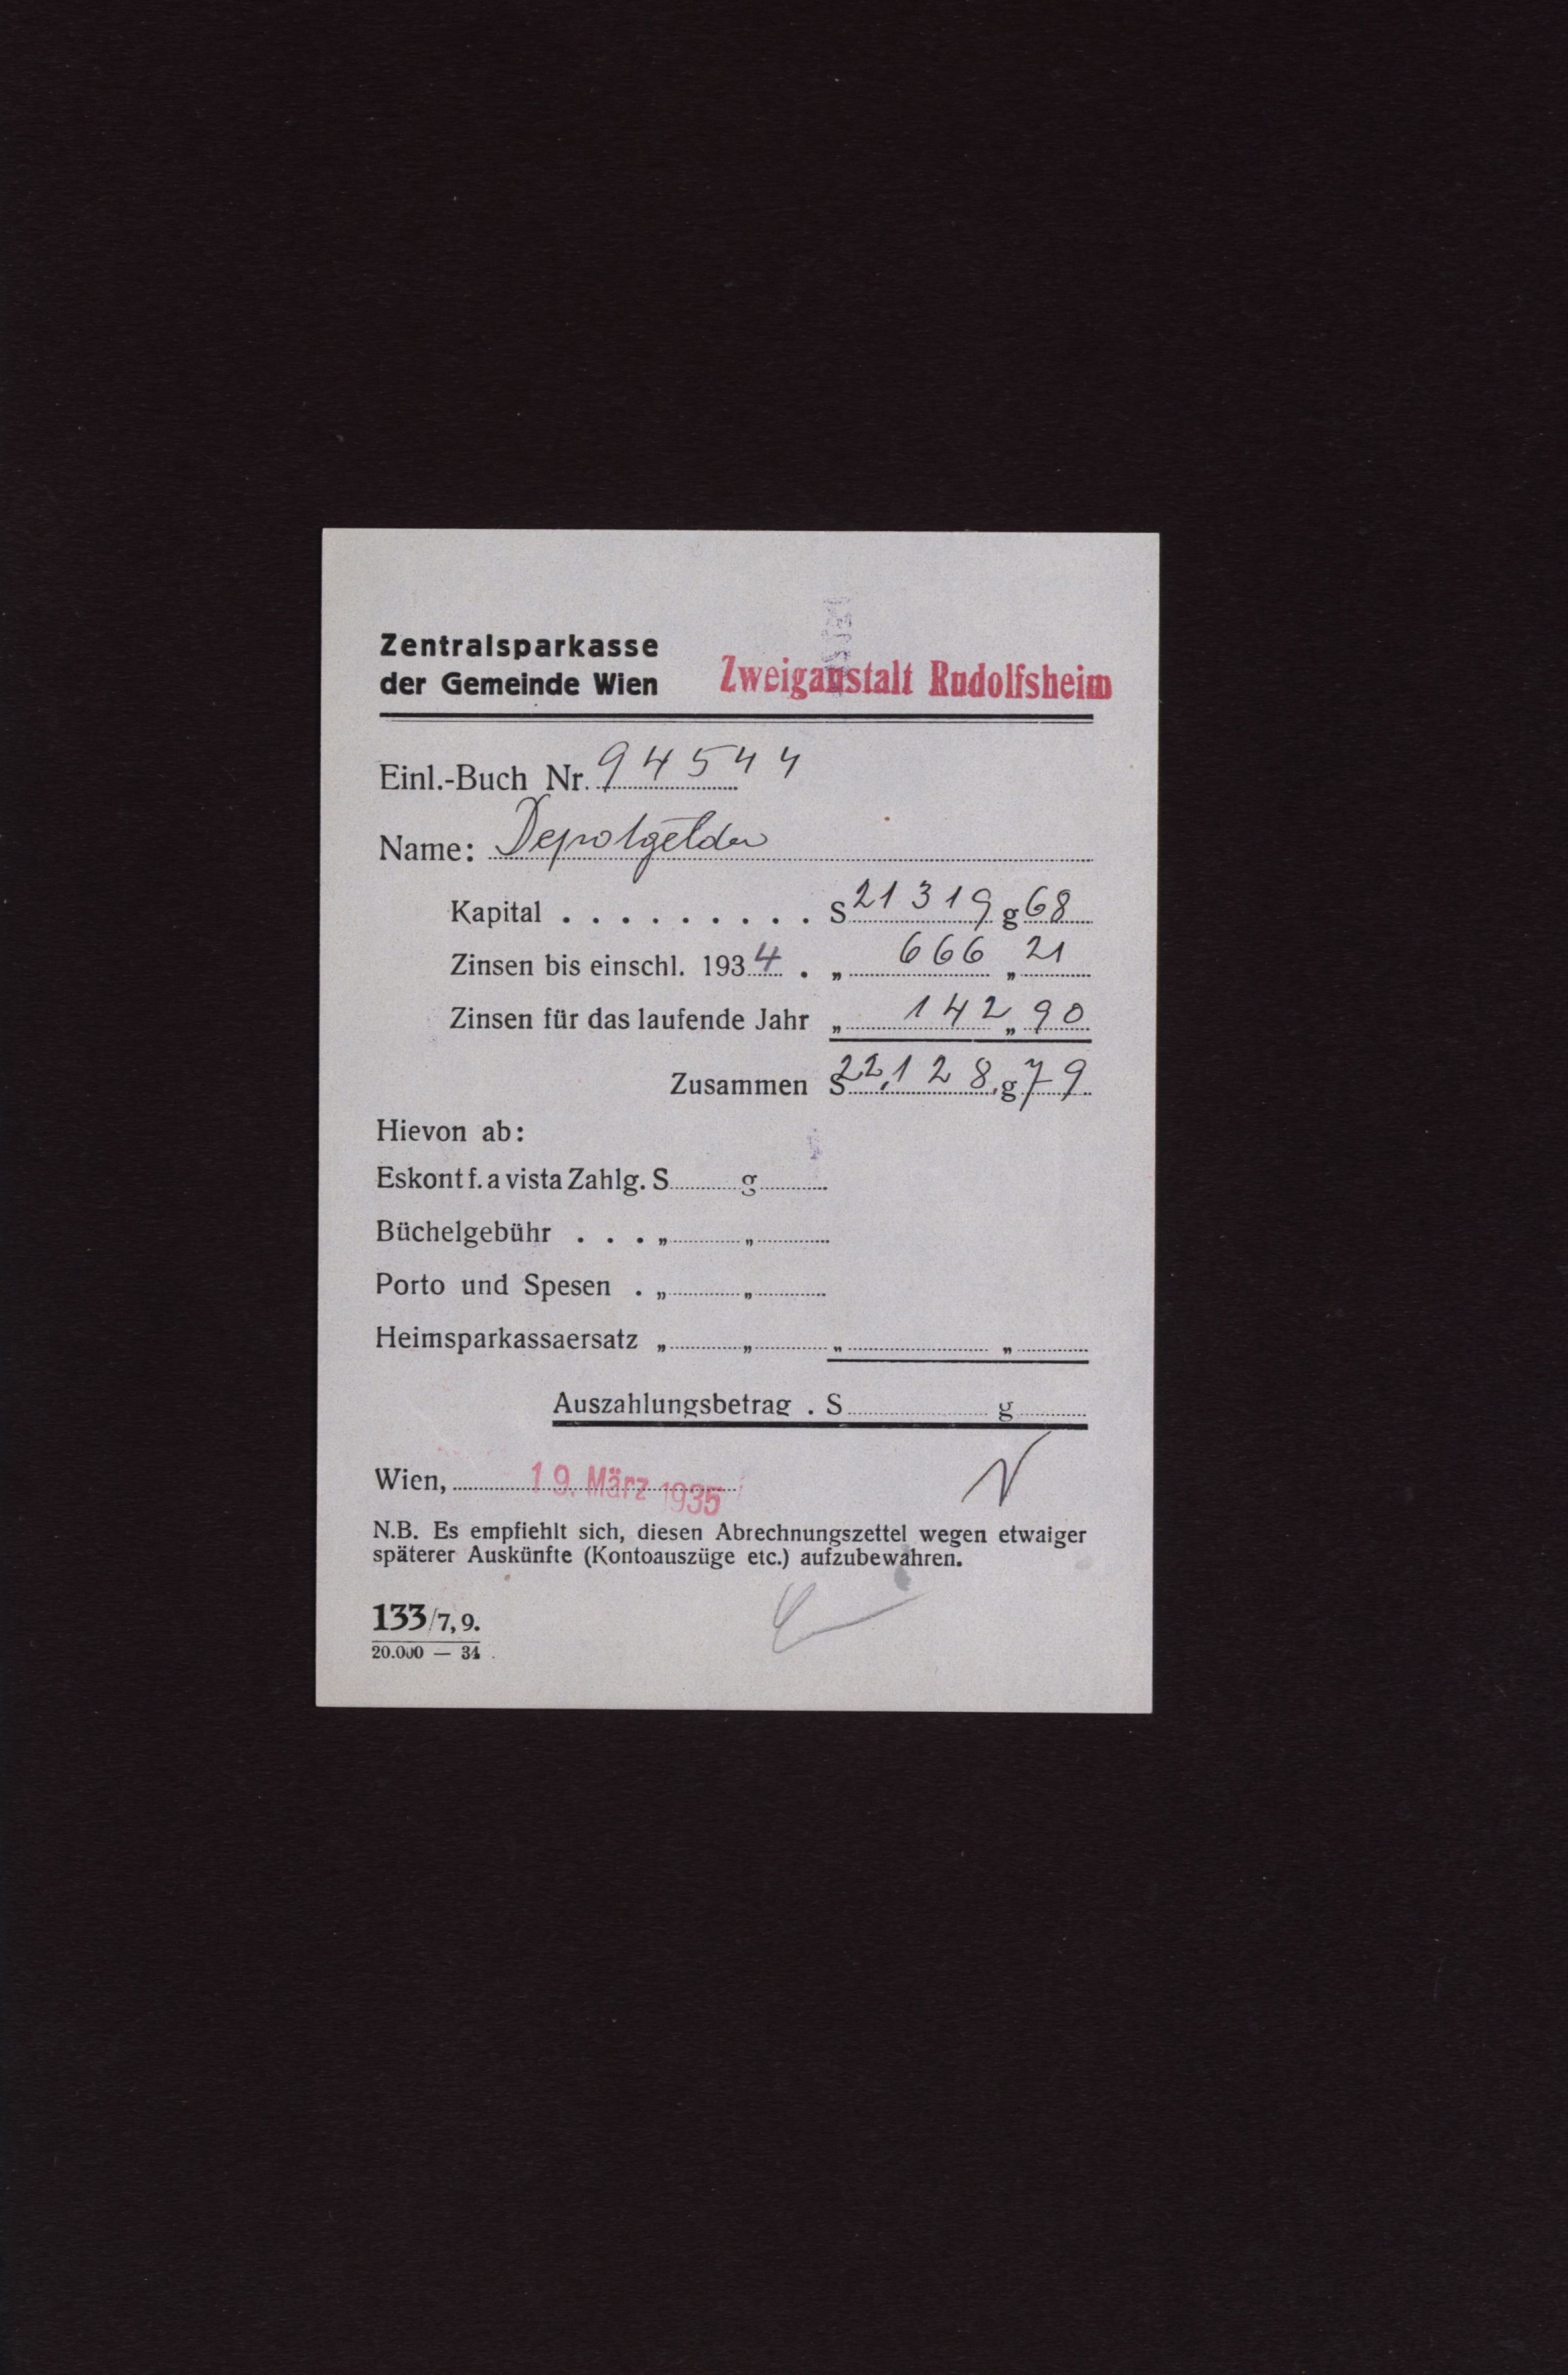 Zentralsparkasse
der Gemeinde Wien
Zweiganstalt Rudolfsheim
Einl.-Buch Nr. 94544
Name: Depotgelder
Kapital . . . . . . . . . S 21319 g 68
Zinsen bis einschl. 1934 . „ 666 „ 21
Zinsen für das laufende Jahr „ 142 „ 90
Zusammen S 22,128, g 79
Hievon ab:
Eskont f. a vista Zahlg. S g
Büchelgebühr . . . „ „
Porto und Spesen . „ „
Heimsparkassaersatz „ „ „ „
Auszahlungsbetrag . S g
Wien, 19. März 1935
N.B. Es empfiehlt sich, diesen Abrechnungszettel wegen etwaiger
späterer Auskünfte (Kontoauszüge etc.) aufzubewahren.
133/7, 9.
20.000 — 34